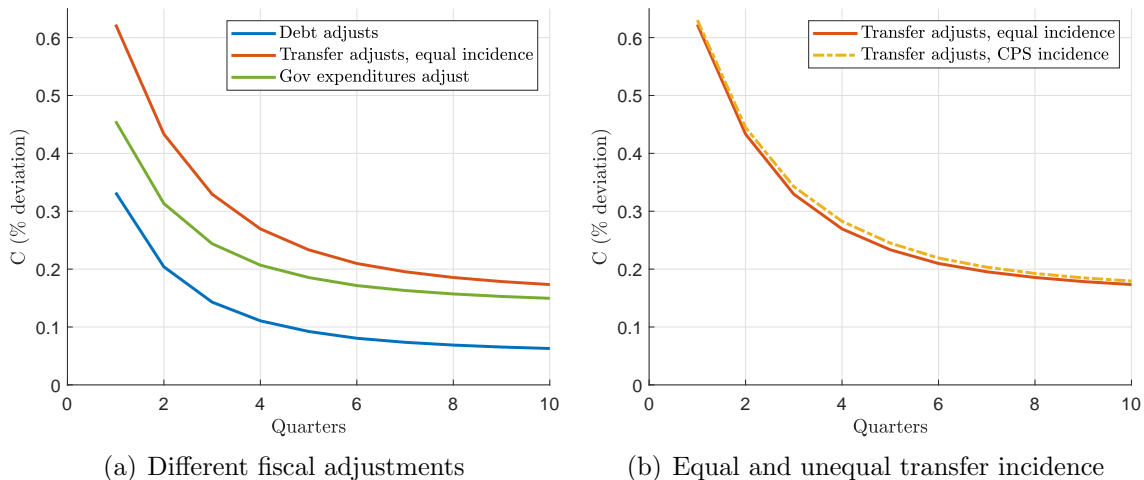 Debt adjusts
Transfer adjusts, equal incidence
Gov expenditures adjust
C (% deviation)
0.6
0.5
0.4
0.3
0.2
0.1
0
0 2 4 6 8 10
Quarters
(a) Different fiscal adjustments
Transfer adjusts, equal incidence
Transfer adjusts, CPS incidence
C (% deviation)
0.6
0.5
0.4
0.3
0.2
0.1
0
0 2 4 6 8 10
Quarters
(b) Equal and unequal transfer incidence